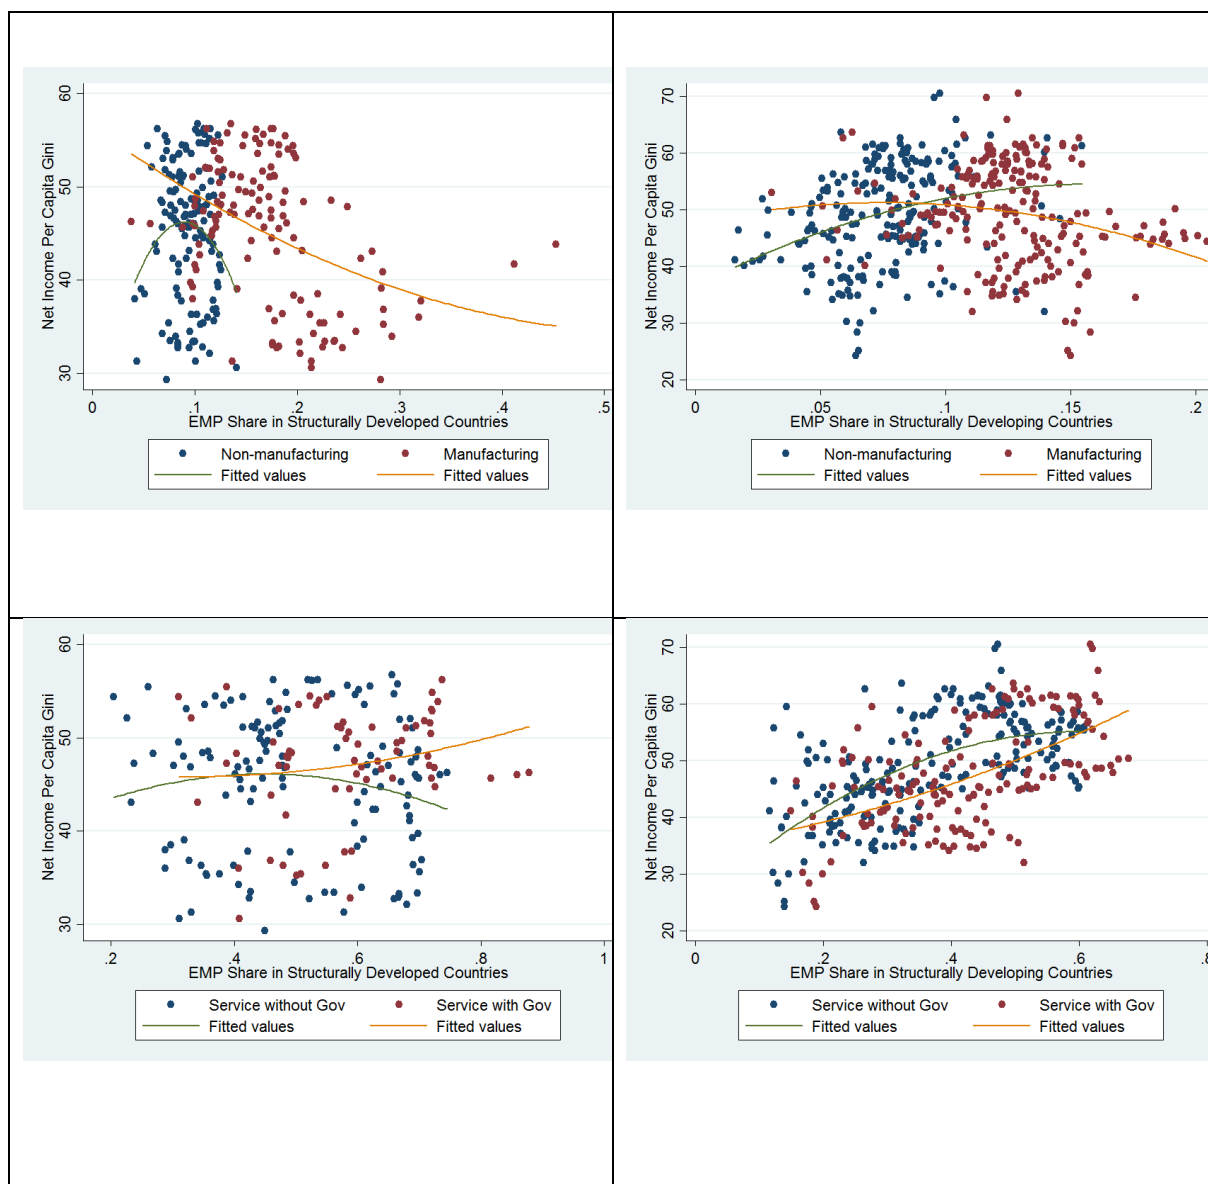 Net Income Per Capita Gini
60
50
40
30
0 .1 .2 .3 .4 .5
EMP Share in Structurally Developed Countries
Non-manufacturing Manufacturing
Fitted values Fitted values
Net Income Per Capita Gini
70
60
50
40
30
20
0 .05 .1 .15 .2
EMP Share in Structurally Developing Countries
Non-manufacturing Manufacturing
Fitted values Fitted values
Net Income Per Capita Gini
60
50
40
30
.2 .4 .6 .8 1
EMP Share in Structurally Developed Countries
Service without Gov Service with Gov
Fitted values Fitted values
Net Income Per Capita Gini
70
60
50
40
30
20
0 .2 .4 .6 .8
EMP Share in Structurally Developing Countries
Service without Gov Service with Gov
Fitted values Fitted values